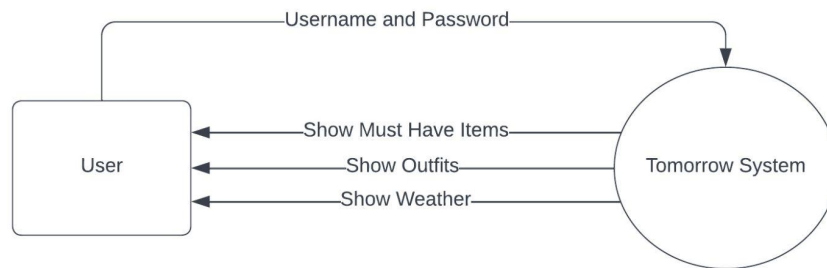 Username and Password
Show Must Have Items
User
Show Outfits
Tomorrow System
Show Weather